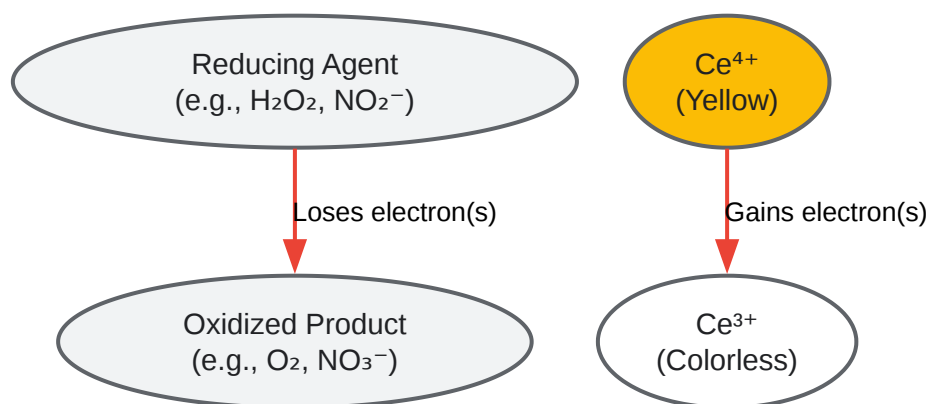 Reducing Agent
(e.g., H₂O₂, NO₂⁻)
Ce⁴⁺
(Yellow)
Loses electron(s)
Gains electron(s)
Oxidized Product
(e.g., O₂, NO₃⁻)
Ce³⁺
(Colorless)